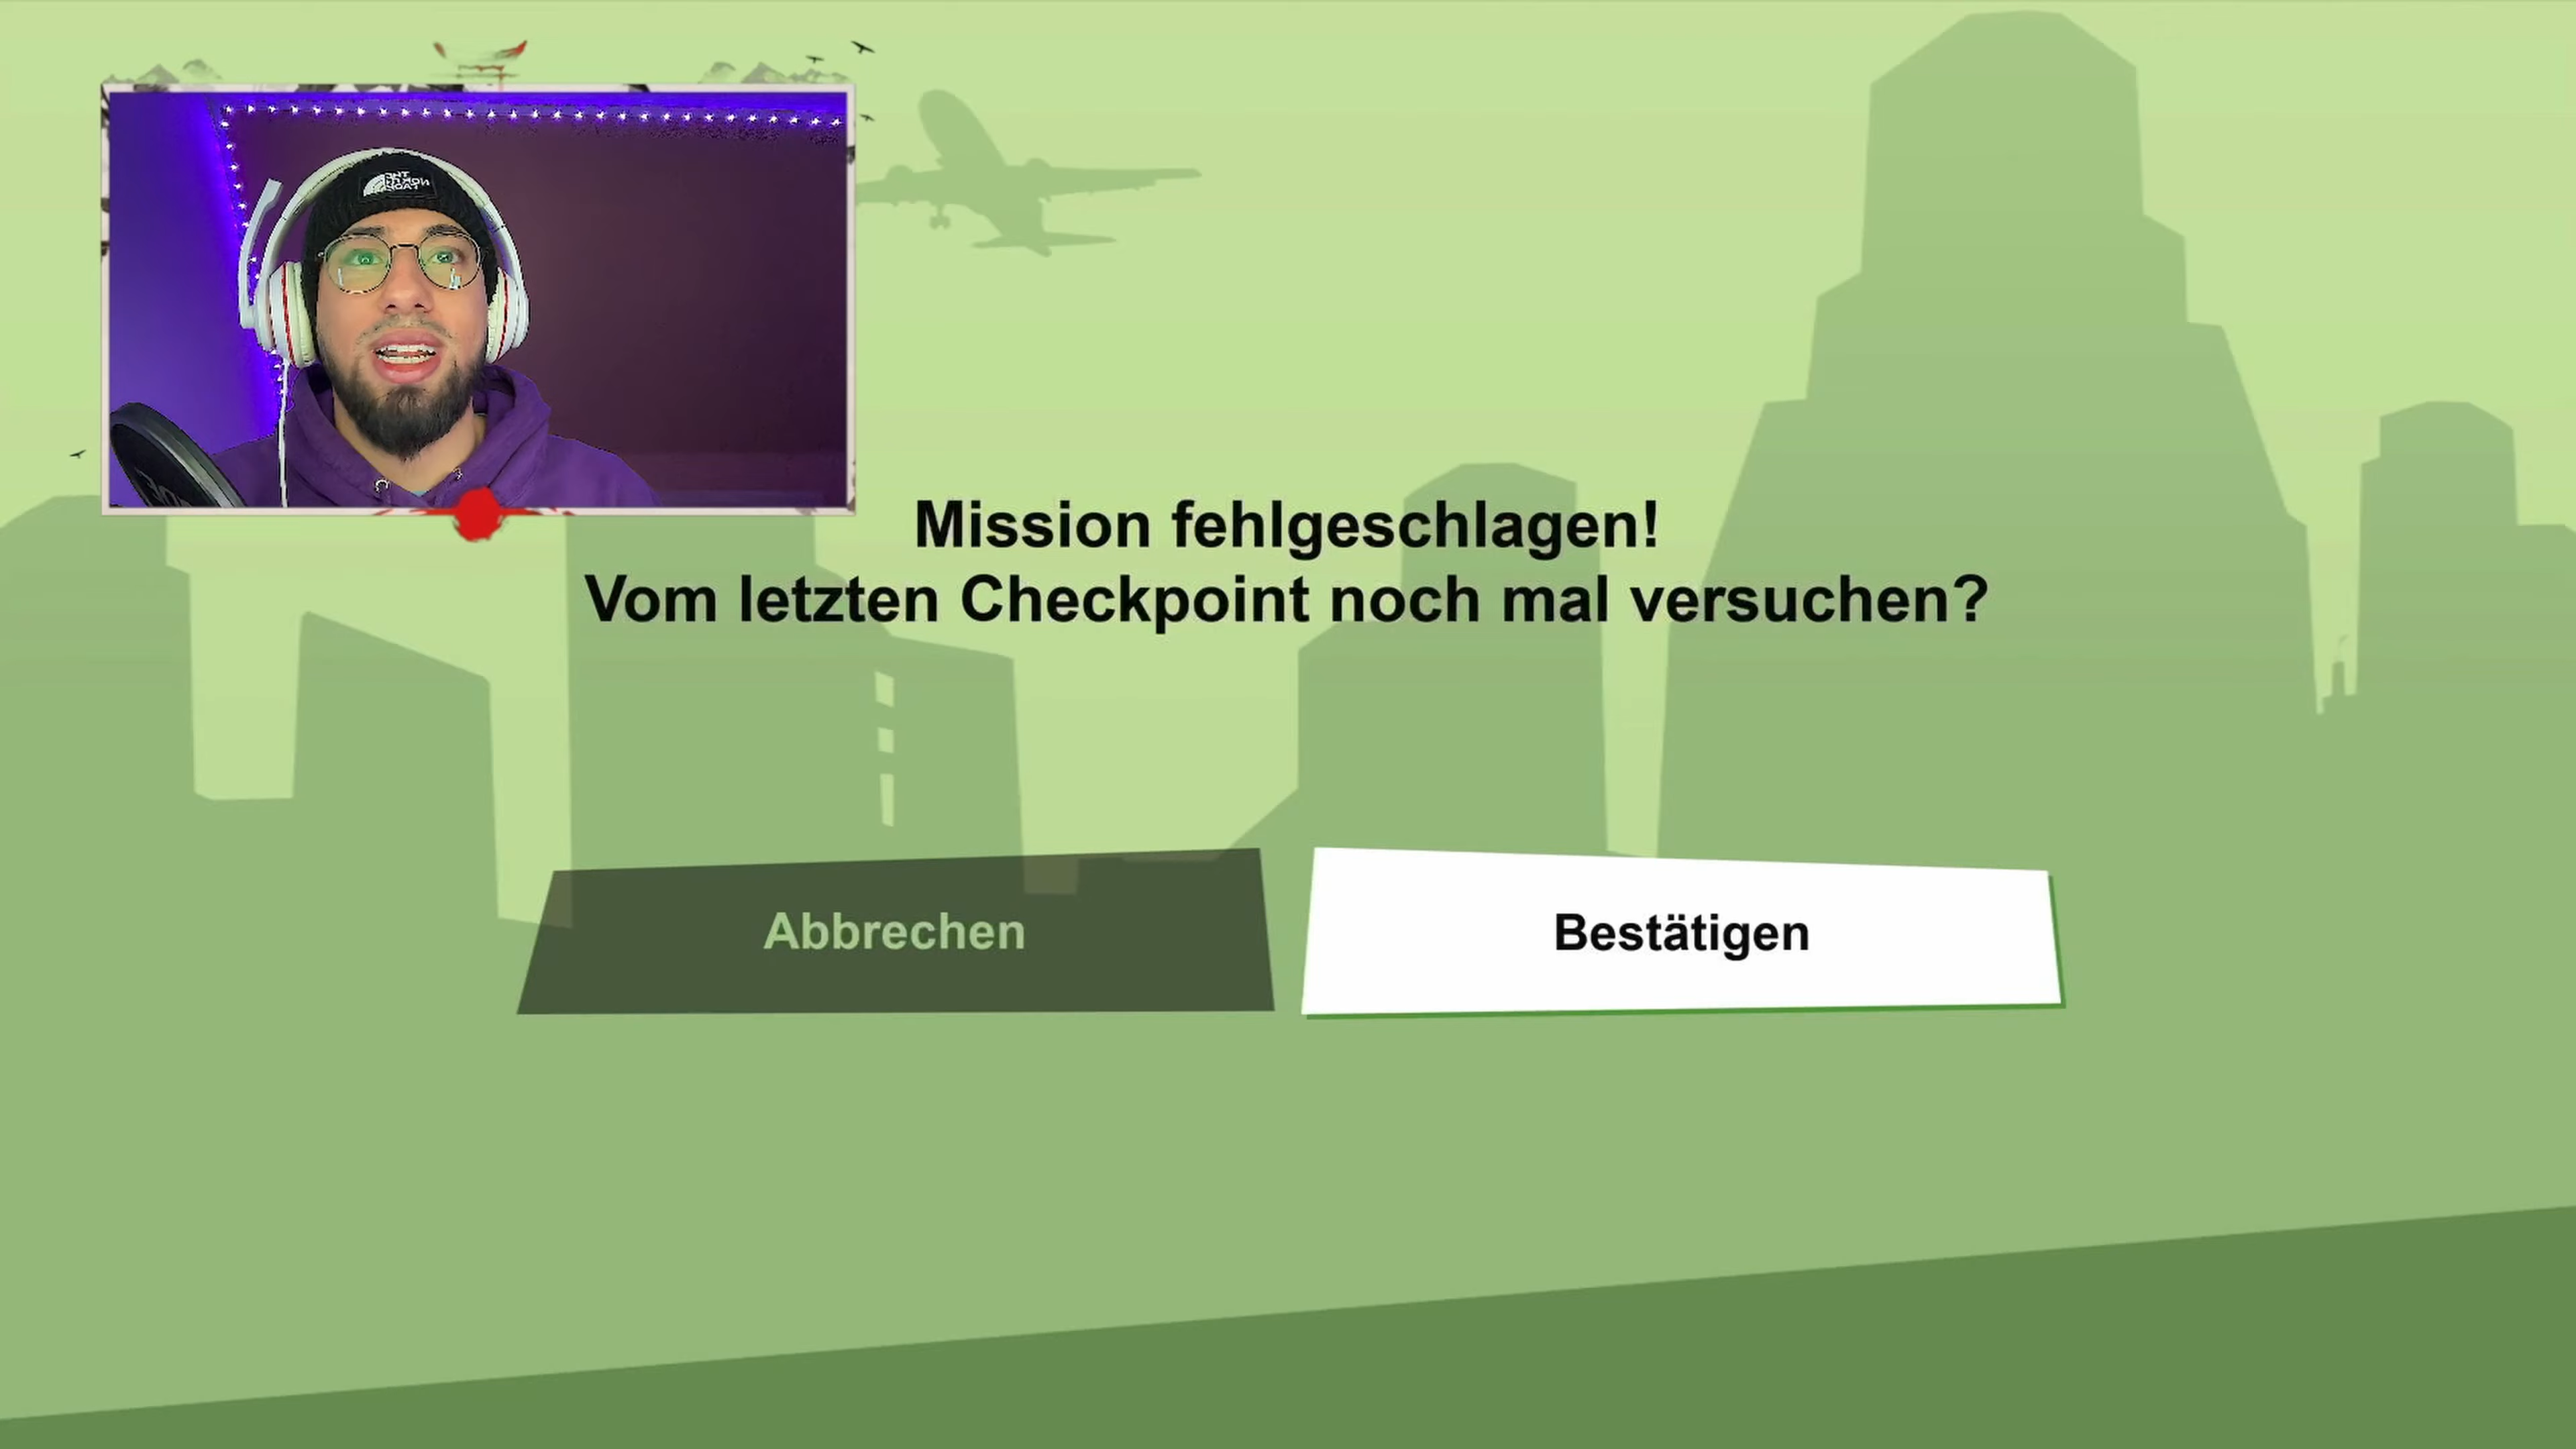 Mission fehlgeschlagen!
Vom letzten Checkpoint noch mal versuchen?
Abbrechen
Bestätigen